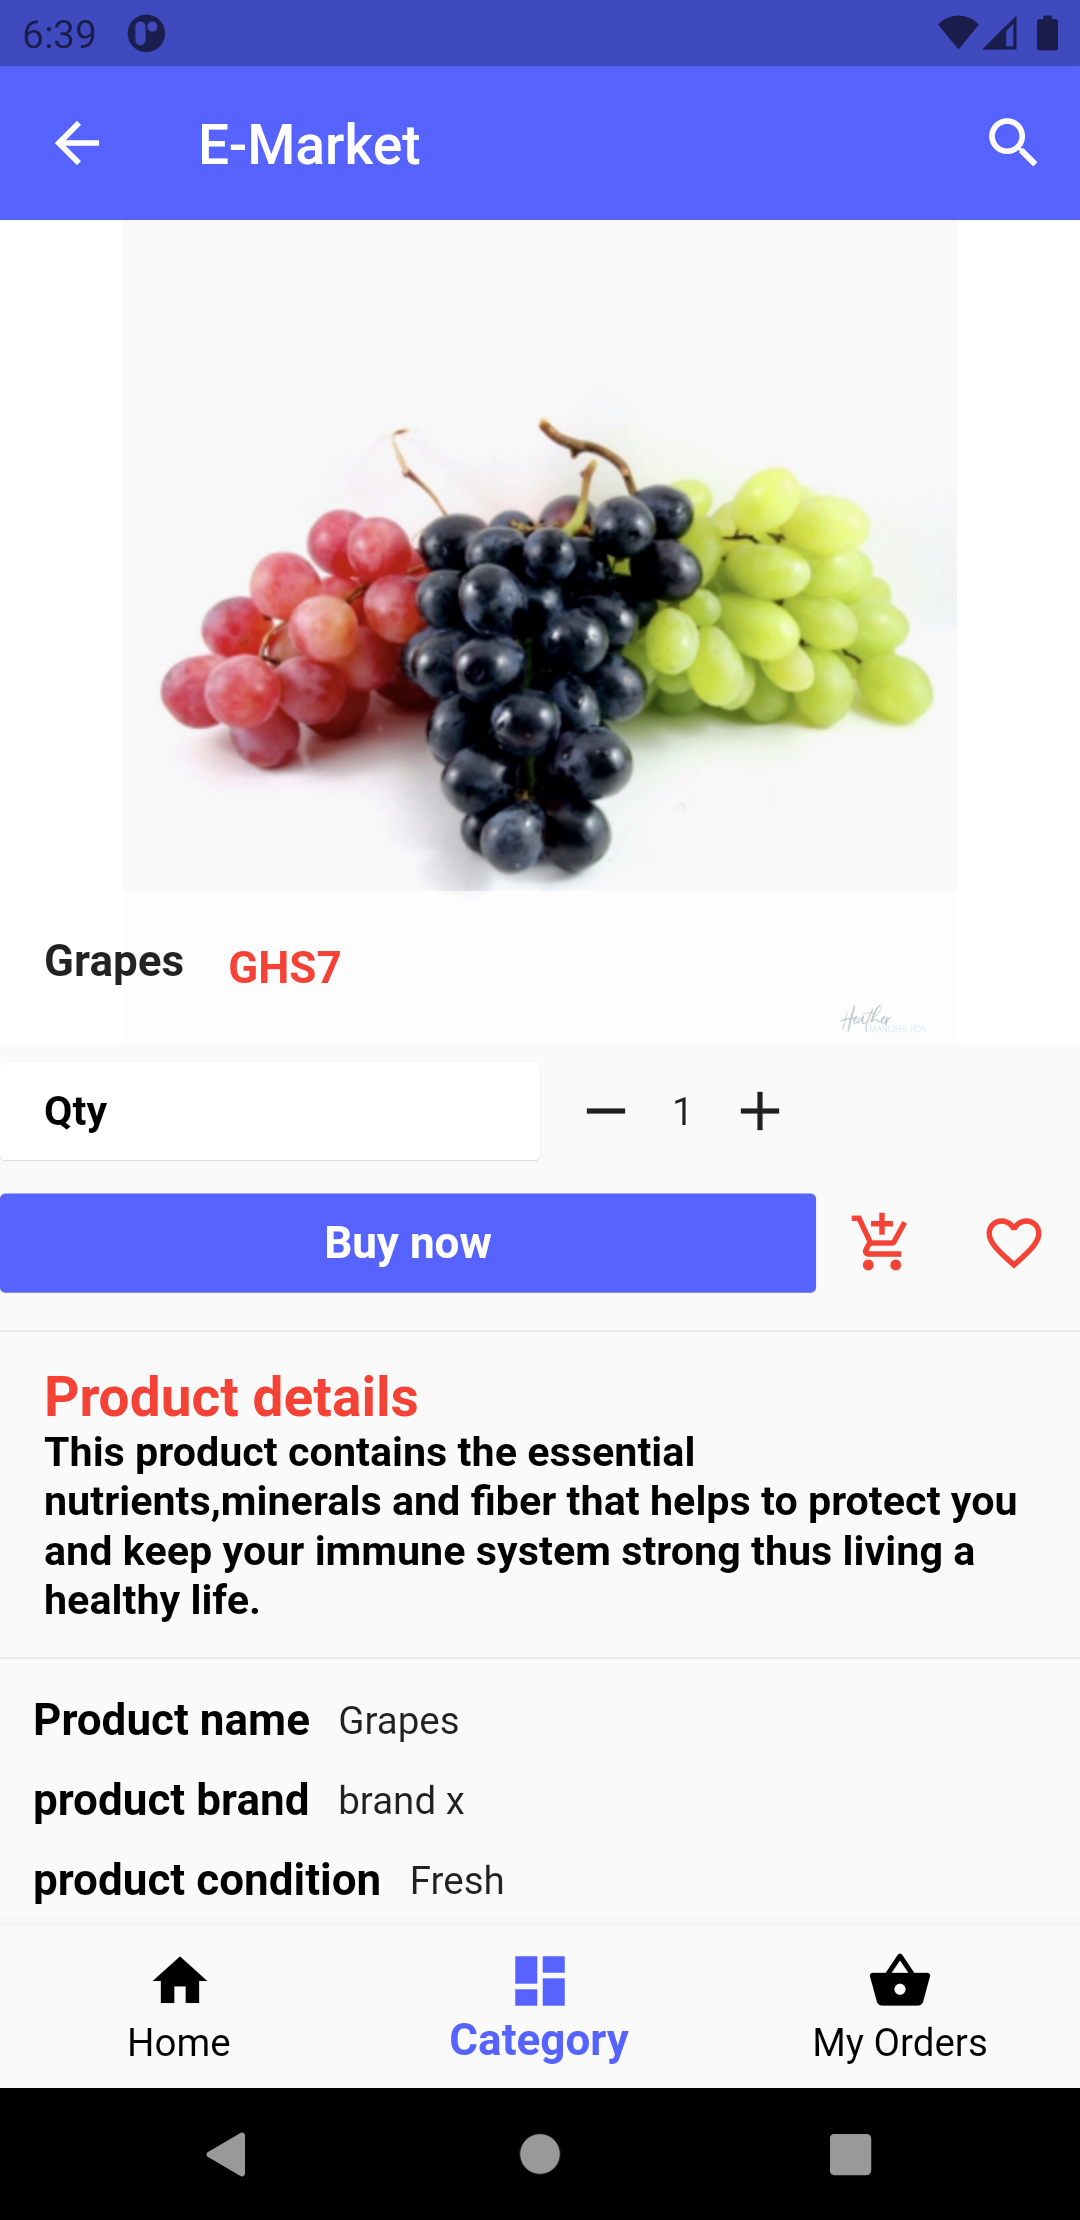 6:39
E-Market
Grapes GHS7
Heather
Qty 1
Buy now
Product details
This product contains the essential
nutrients,minerals and fiber that helps to protect you
and keep your immune system strong thus living a
healthy life.
Product name Grapes
product brand brand x
product condition Fresh
Home Category My Orders